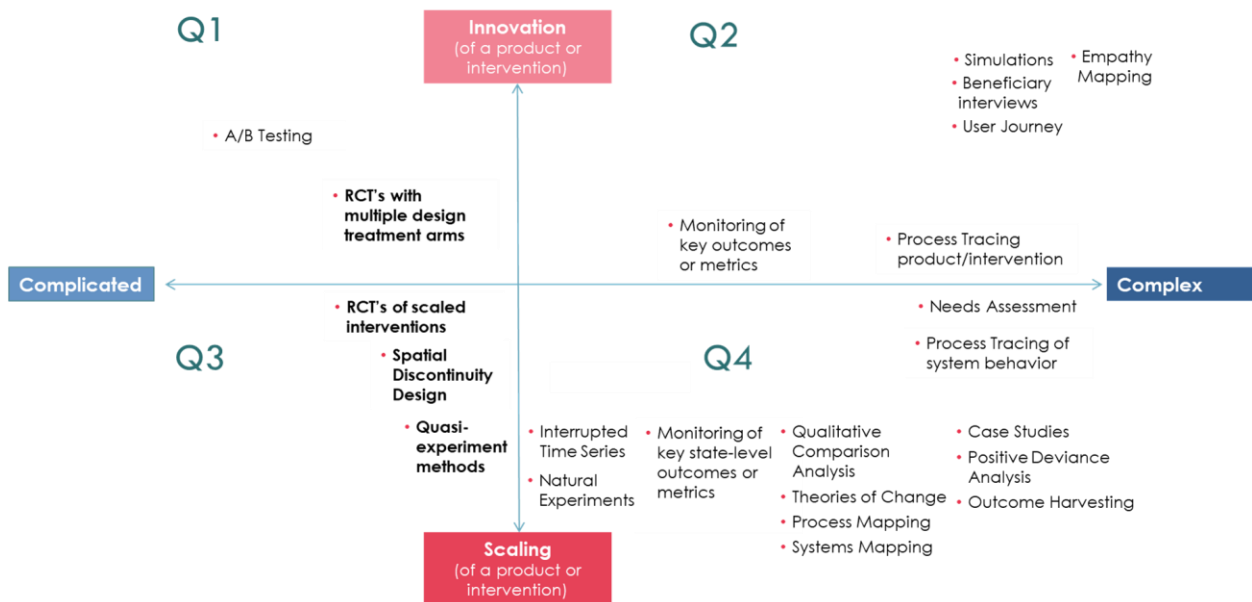 Q1
Innovation
(of a product or
intervention)
Q2
• Simulations
• Beneficiary
interviews
• User Journey
• Empathy
Mapping
• A/B Testing
• RCT's with
multiple design
treatment arms
• Monitoring of
key outcomes
or metrics
• Process Tracing
product/intervention
Complicated
Complex
• RCT's of scaled
interventions
• Needs Assessment
Q3
• Spatial
Discontinuity
Design
Q4
• Process Tracing of
system behavior
• Quasi-
experiment
methods
• Interrupted
Time Series
• Natural
Experiments
• Monitoring of
key state-level
outcomes or
metrics
• Qualitative
Comparison
Analysis
• Theories of Change
• Process Mapping
• Systems Mapping
• Case Studies
• Positive Deviance
Analysis
• Outcome Harvesting
Scaling
(of a product or
intervention)